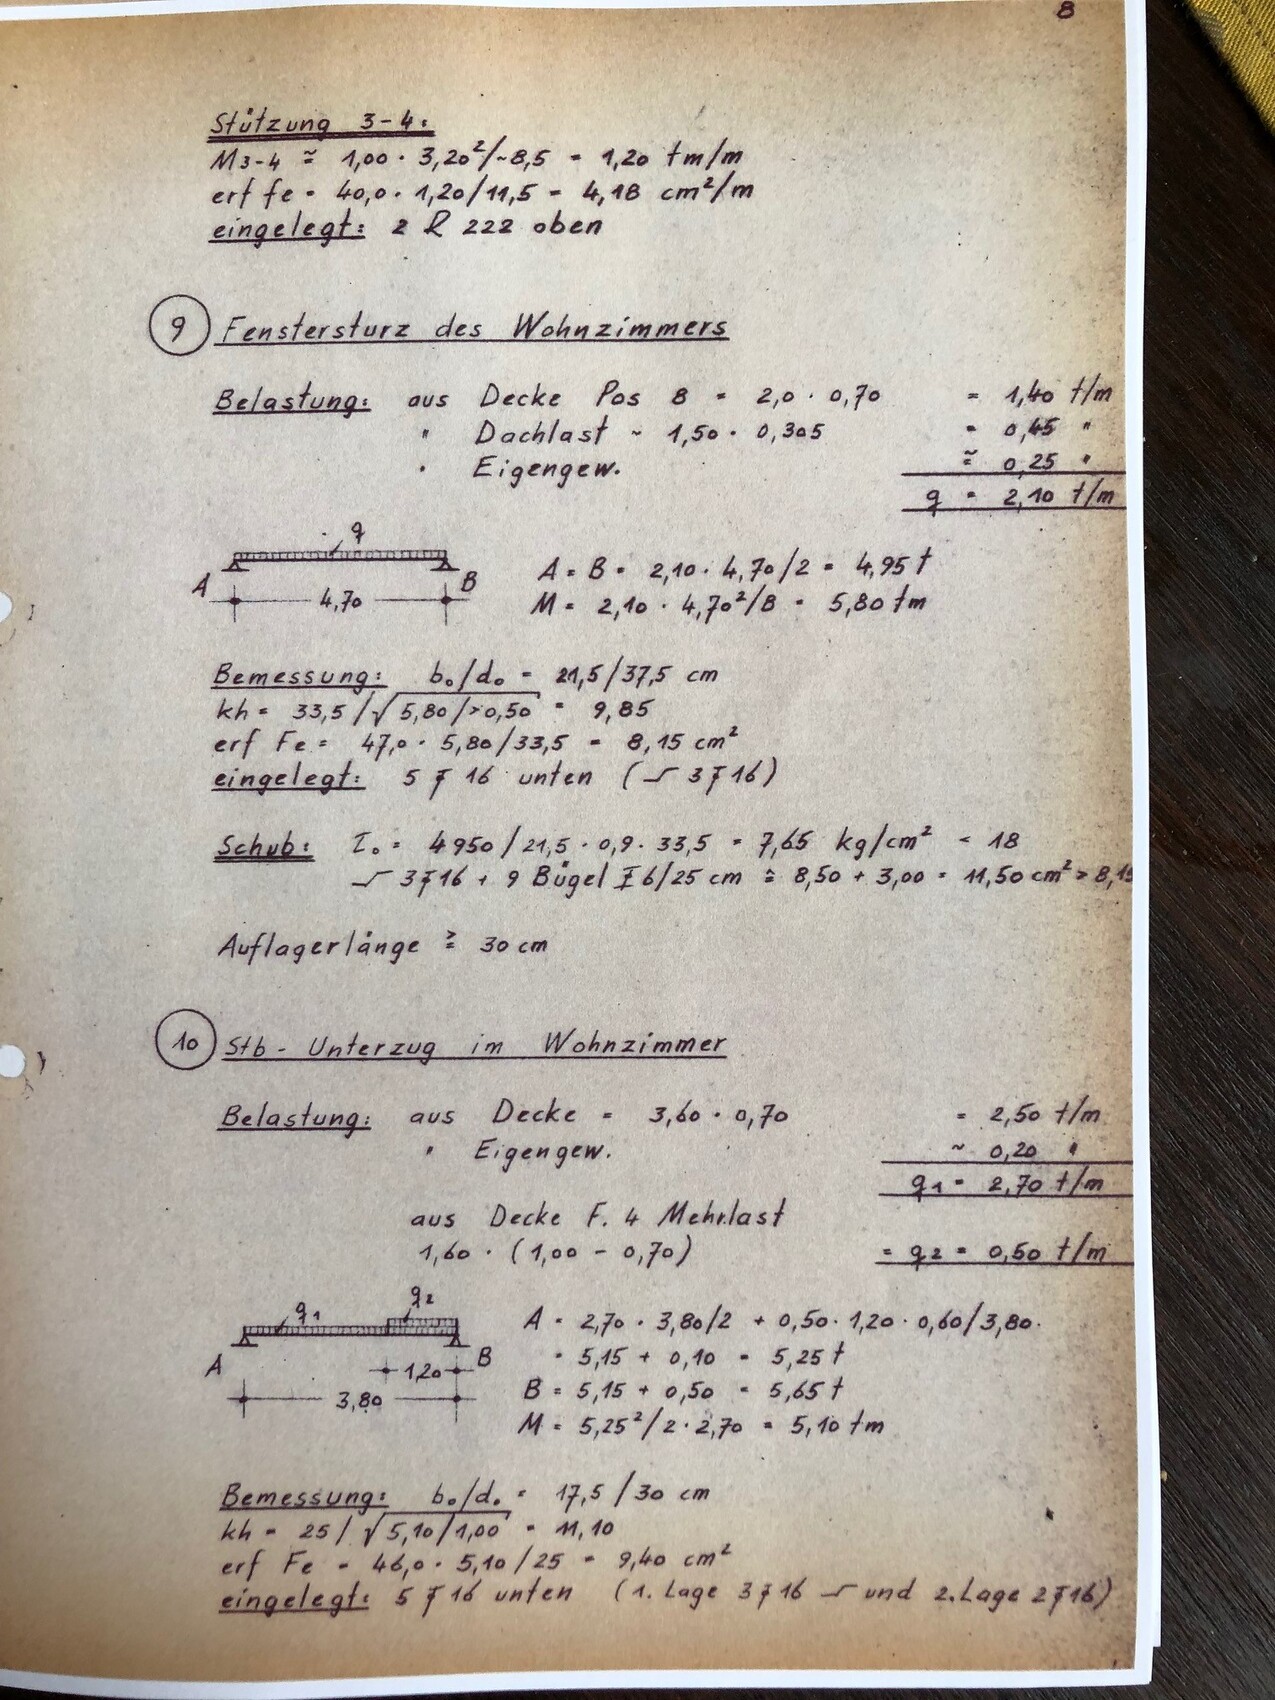 8
Stützung 3-4:
M3-4 ≅ 1,00 · 3,20²/~8,5 = 1,20 tm/m
erf fe = 40,0 · 1,20/11,5 = 4,18 cm²/m
eingelegt: 2 R 222 oben
9 Fenstersturz des Wohnzimmers
Belastung: aus Decke Pos 8 = 2,0 · 0,70 = 1,40 t/m
" Dachlast ~ 1,50 · 0,305 = 0,45 "
" Eigengew. ≅ 0,25 "
q = 2,10 t/m
q
A B
4,70
A = B = 2,10 · 4,70/2 = 4,95 t
M = 2,10 · 4,70²/8 = 5,80 tm
Bemessung: bo/do = 21,5/37,5 cm
kh = 33,5/√5,80/>0,50 = 9,85
erf Fe = 47,0 · 5,80/33,5 = 8,15 cm²
eingelegt: 5 16 unten ( 3 16)
Schub: τo = 4950/21,5 · 0,9 · 33,5 = 7,65 kg/cm² < 18
3 16 + 9 Bügel I 6/25 cm ≅ 8,50 + 3,00 = 11,50 cm² > 8,15
Auflagerlänge ≧ 30 cm
10 Stb - Unterzug im Wohnzimmer
Belastung: aus Decke = 3,60 · 0,70 = 2,50 t/m
" Eigengew. ~ 0,20 "
q1 = 2,70 t/m
aus Decke F. 4 Mehrlast
1,60 · (1,00 - 0,70) = q2 = 0,50 t/m
q1 q2
A B
1,20
3,80
A = 2,70 · 3,80/2 + 0,50 · 1,20 · 0,60/3,80
= 5,15 + 0,10 = 5,25 t
B = 5,15 + 0,50 = 5,65 t
M = 5,25²/2 · 2,70 = 5,10 tm
Bemessung: bo/do = 17,5/30 cm
kh = 25/√5,10/1,00 = 11,10
erf Fe = 46,0 · 5,10/25 = 9,40 cm²
eingelegt: 5 16 unten (1. Lage 3 16 und 2. Lage 2 16)